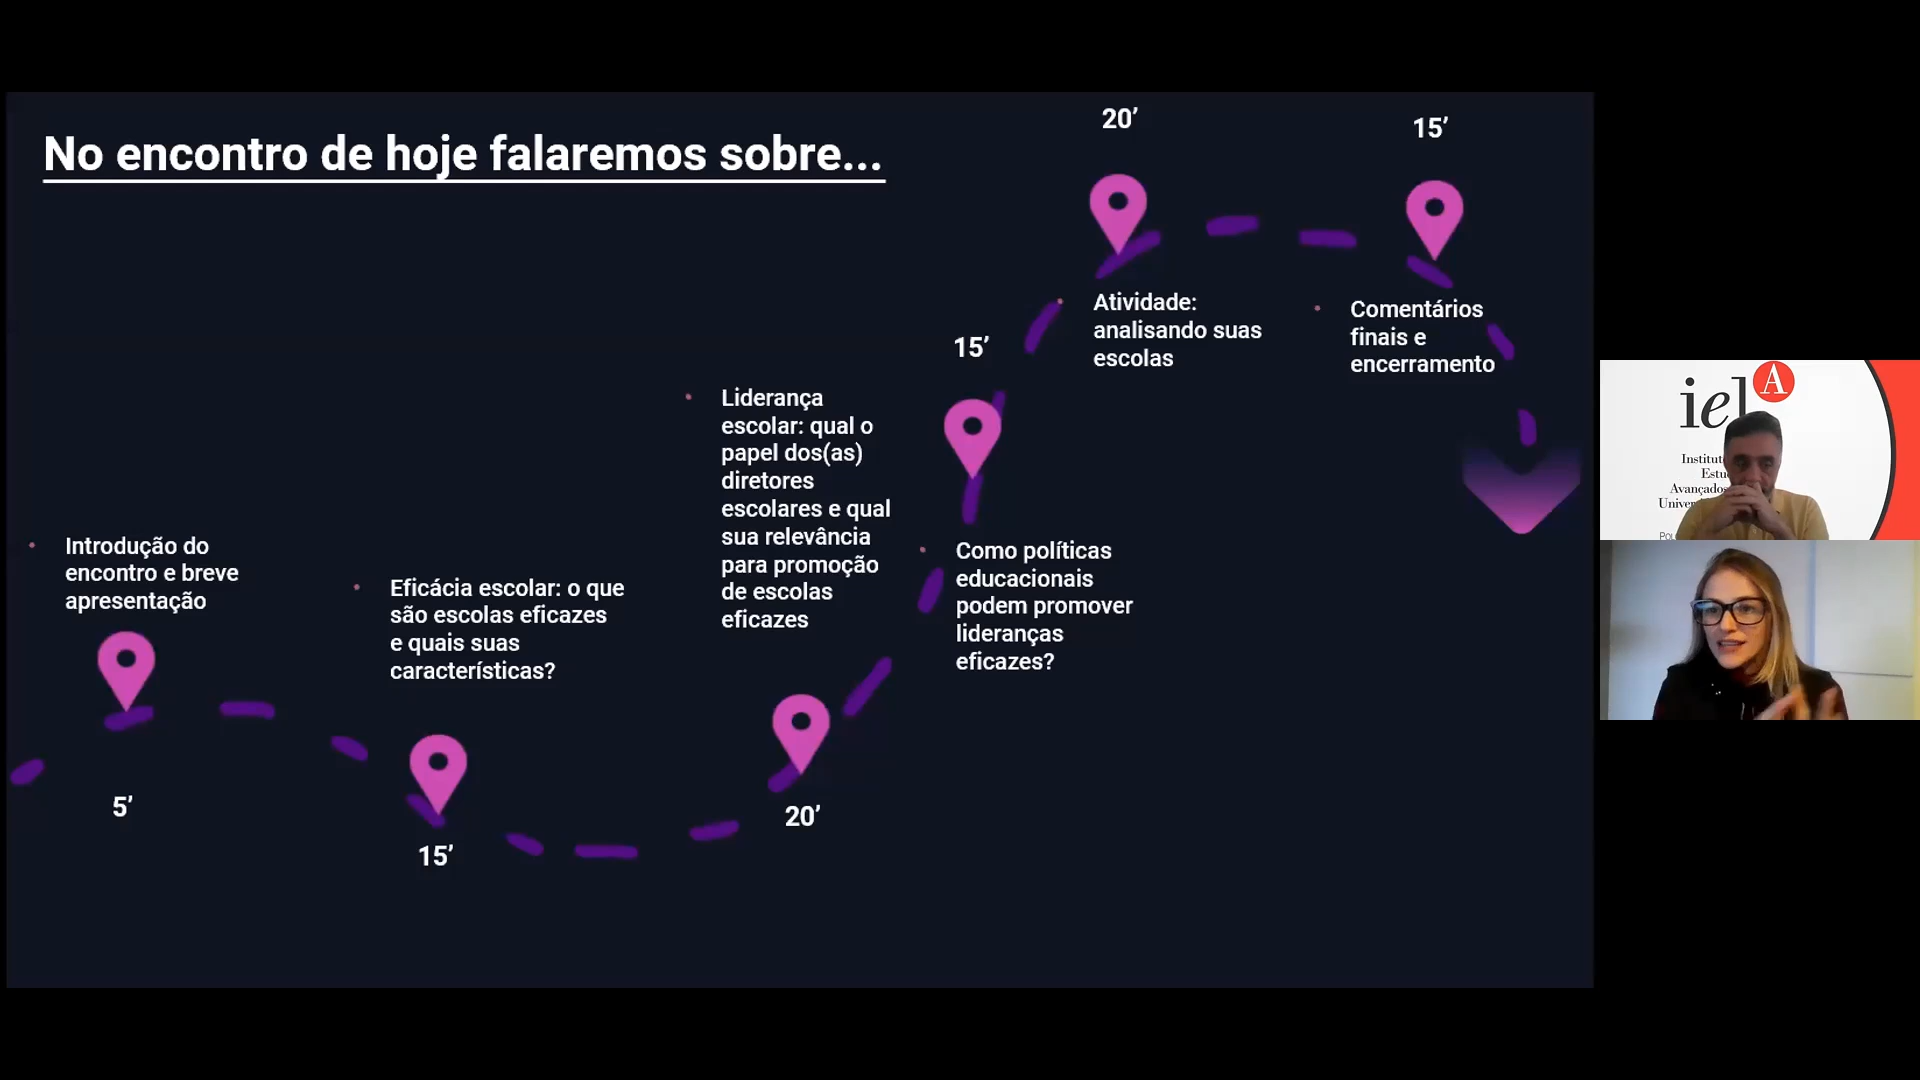 No encontro de hoje falaremos sobre...
Introdução do
encontro e breve
apresentação
5’
Eficácia escolar: o que
são escolas eficazes
e quais suas
características?
15’
Liderança
escolar: qual o
papel dos(as)
diretores
escolares e qual
sua relevância
para promoção
de escolas
eficazes
20’
15’
Como políticas
educacionais
podem promover
lideranças
eficazes?
20’
Atividade:
analisando suas
escolas
15’
Comentários
finais e
encerramento
iel
A
Avançados